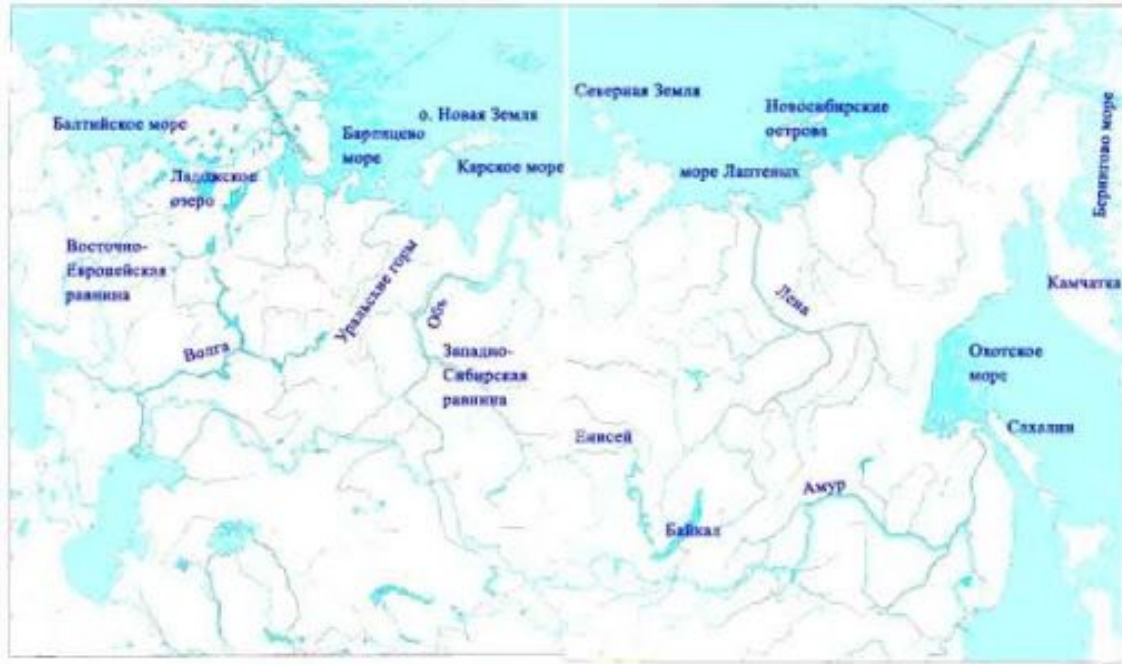 Балтийское море
Ладожское
озеро
Баренцево
море
о. Новая Земля
Карское море
Восточно-
Европейская
равнина
Волга
Уральские горы
Обь
Западно-
Сибирская
равнина
Северная Земля
Новосибирские
острова
море Лаптевых
Берингово море
Камчатка
Лена
Охотское
море
Сахалин
Енисей
Амур
Байкал